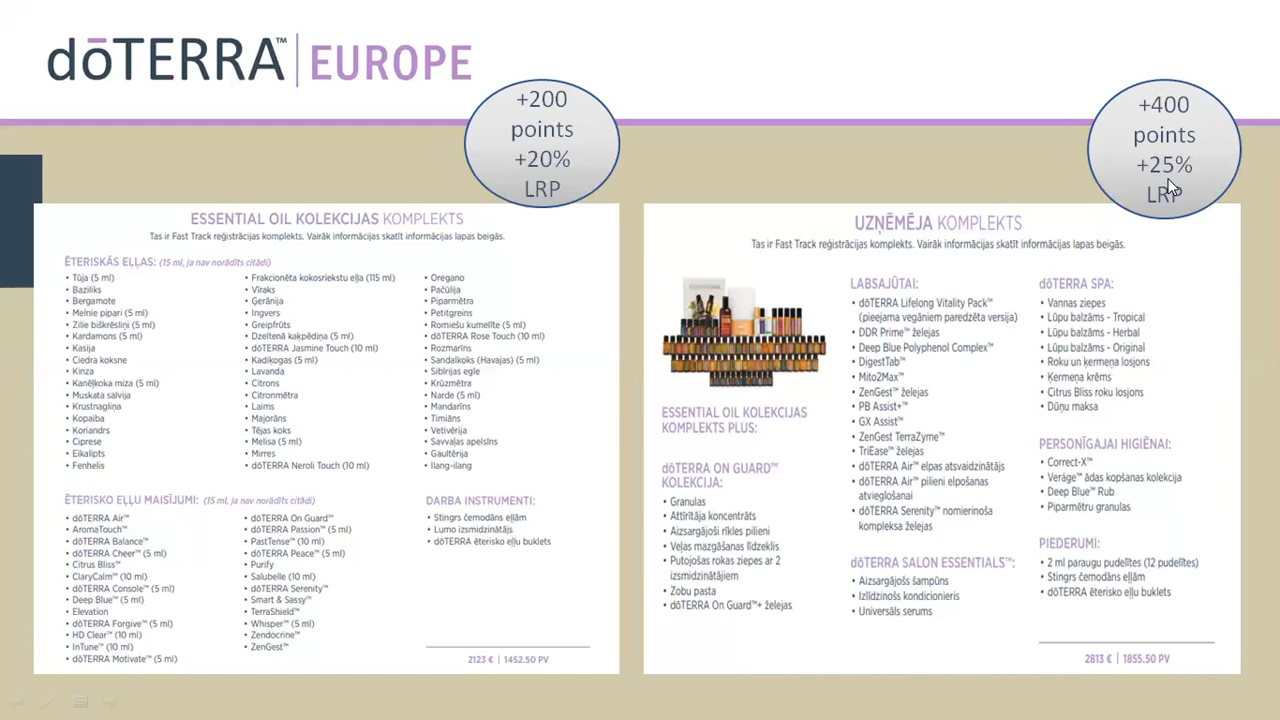 dōTERRA™ EUROPE
+200
points
+20%
LRP
+400
points
+25%
LRP
ESSENTIAL OIL KOLEKCIJAS KOMPLEKTS
Tas ir Fast Track reģistrācijas komplekts. Vairāk informācijas skatīt informācijas lapas beigās.
ĒTERISKĀS EĻĻAS: (15 ml, ja nav norādīts citādi)
• Tūja (5 ml)
• Baziliks
• Bergamote
• Melnie pipari (5 ml)
• Zilie biškrēsliņi (5 ml)
• Kardamons (5 ml)
• Kasija
• Ciedra koksne
• Kinza
• Kanēļkoka miza (5 ml)
• Muskata salvija
• Krustnagliņa
• Kopaiba
• Koriandrs
• Ciprese
• Eikalipts
• Fenhelis
• Frakcionēta kokosriekstu eļļa (115 ml)
• Vīraks
• Ģerānija
• Ingvers
• Greipfrūts
• Dzeltenā kaķpēdiņa (5 ml)
• dōTERRA Jasmine Touch (10 ml)
• Kadiķogas (5 ml)
• Lavanda
• Citrons
• Citronmētra
• Laims
• Majorāns
• Tējas koks
• Melisa (5 ml)
• Mirres
• dōTERRA Neroli Touch (10 ml)
• Oregano
• Pačūlija
• Piparmētra
• Petitgreins
• Romiešu kumelīte (5 ml)
• dōTERRA Rose Touch (10 ml)
• Rozmarīns
• Sandalkoks (Havajas) (5 ml)
• Sibīrijas egle
• Krūzmētra
• Narde (5 ml)
• Mandarīns
• Timiāns
• Vetivērija
• Savvaļas apelsīns
• Gaultērija
• Ilang-ilang
ĒTERISKO EĻĻU MAISĪJUMI: (15 ml, ja nav norādīts citādi)
• dōTERRA Air™
• AromaTouch™
• dōTERRA Balance™
• dōTERRA Cheer™ (5 ml)
• Citrus Bliss™
• ClaryCalm™ (10 ml)
• dōTERRA Console™ (5 ml)
• Deep Blue™ (5 ml)
• Elevation
• dōTERRA Forgive™ (5 ml)
• HD Clear™ (10 ml)
• InTune™ (10 ml)
• dōTERRA Motivate™ (5 ml)
• dōTERRA On Guard™
• dōTERRA Passion™ (5 ml)
• PastTense™ (10 ml)
• dōTERRA Peace™ (5 ml)
• Purify
• Salubelle (10 ml)
• dōTERRA Serenity™
• Smart & Sassy™
• TerraShield™
• Whisper™ (5 ml)
• Zendocrine™
• ZenGest™
DARBA INSTRUMENTI:
• Stingrs čemodāns eļļām
• Lumo izsmidzinātājs
• dōTERRA ēterisko eļļu buklets
2123 € | 1452.50 PV
UZŅĒMĒJA KOMPLEKTS
Tas ir Fast Track reģistrācijas komplekts. Vairāk informācijas skatīt informācijas lapas beigās.
ESSENTIAL OIL KOLEKCIJAS
KOMPLEKTS PLUS:
dōTERRA ON GUARD™
KOLEKCIJA:
• Granulas
• Attīrītāja koncentrāts
• Aizsargājoši rīkles pilieni
• Veļas mazgāšanas līdzeklis
• Putojošas rokas ziepes ar 2
izsmidzinātājiem
• Zobu pasta
• dōTERRA On Guard™+ želejas
LABSAJŪTAI:
• dōTERRA Lifelong Vitality Pack™
(pieejama vegāniem paredzēta versija)
• DDR Prime™ želejas
• Deep Blue Polyphenol Complex™
• DigestTab™
• Mito2Max™
• ZenGest™ želejas
• PB Assist+™
• GX Assist™
• ZenGest TerraZyme™
• TriEase™ želejas
• dōTERRA Air™ elpas atsvaidzinātājs
• dōTERRA Air™ pilieni elpošanas
atvieglošanai
• dōTERRA Serenity™ nomierinoša
kompleksa želejas
dōTERRA SALON ESSENTIALS™:
• Aizsargājošs šampūns
• Izlīdzinošs kondicionieris
• Universāls serums
dōTERRA SPA:
• Vannas ziepes
• Lūpu balzāms - Tropical
• Lūpu balzāms - Herbal
• Lūpu balzāms - Original
• Roku un ķermeņa losjons
• Ķermeņa krēms
• Citrus Bliss roku losjons
• Dūņu maksa
PERSONĪGAJAI HIGIĒNAI:
• Correct-X™
• Veráge™ ādas kopšanas kolekcija
• Deep Blue™ Rub
• Piparmētru granulas
PIEDERUMI:
• 2 ml paraugu pudelītes (12 pudelītes)
• Stingrs čemodāns eļļām
• dōTERRA ēterisko eļļu buklets
2813 € | 1855.50 PV